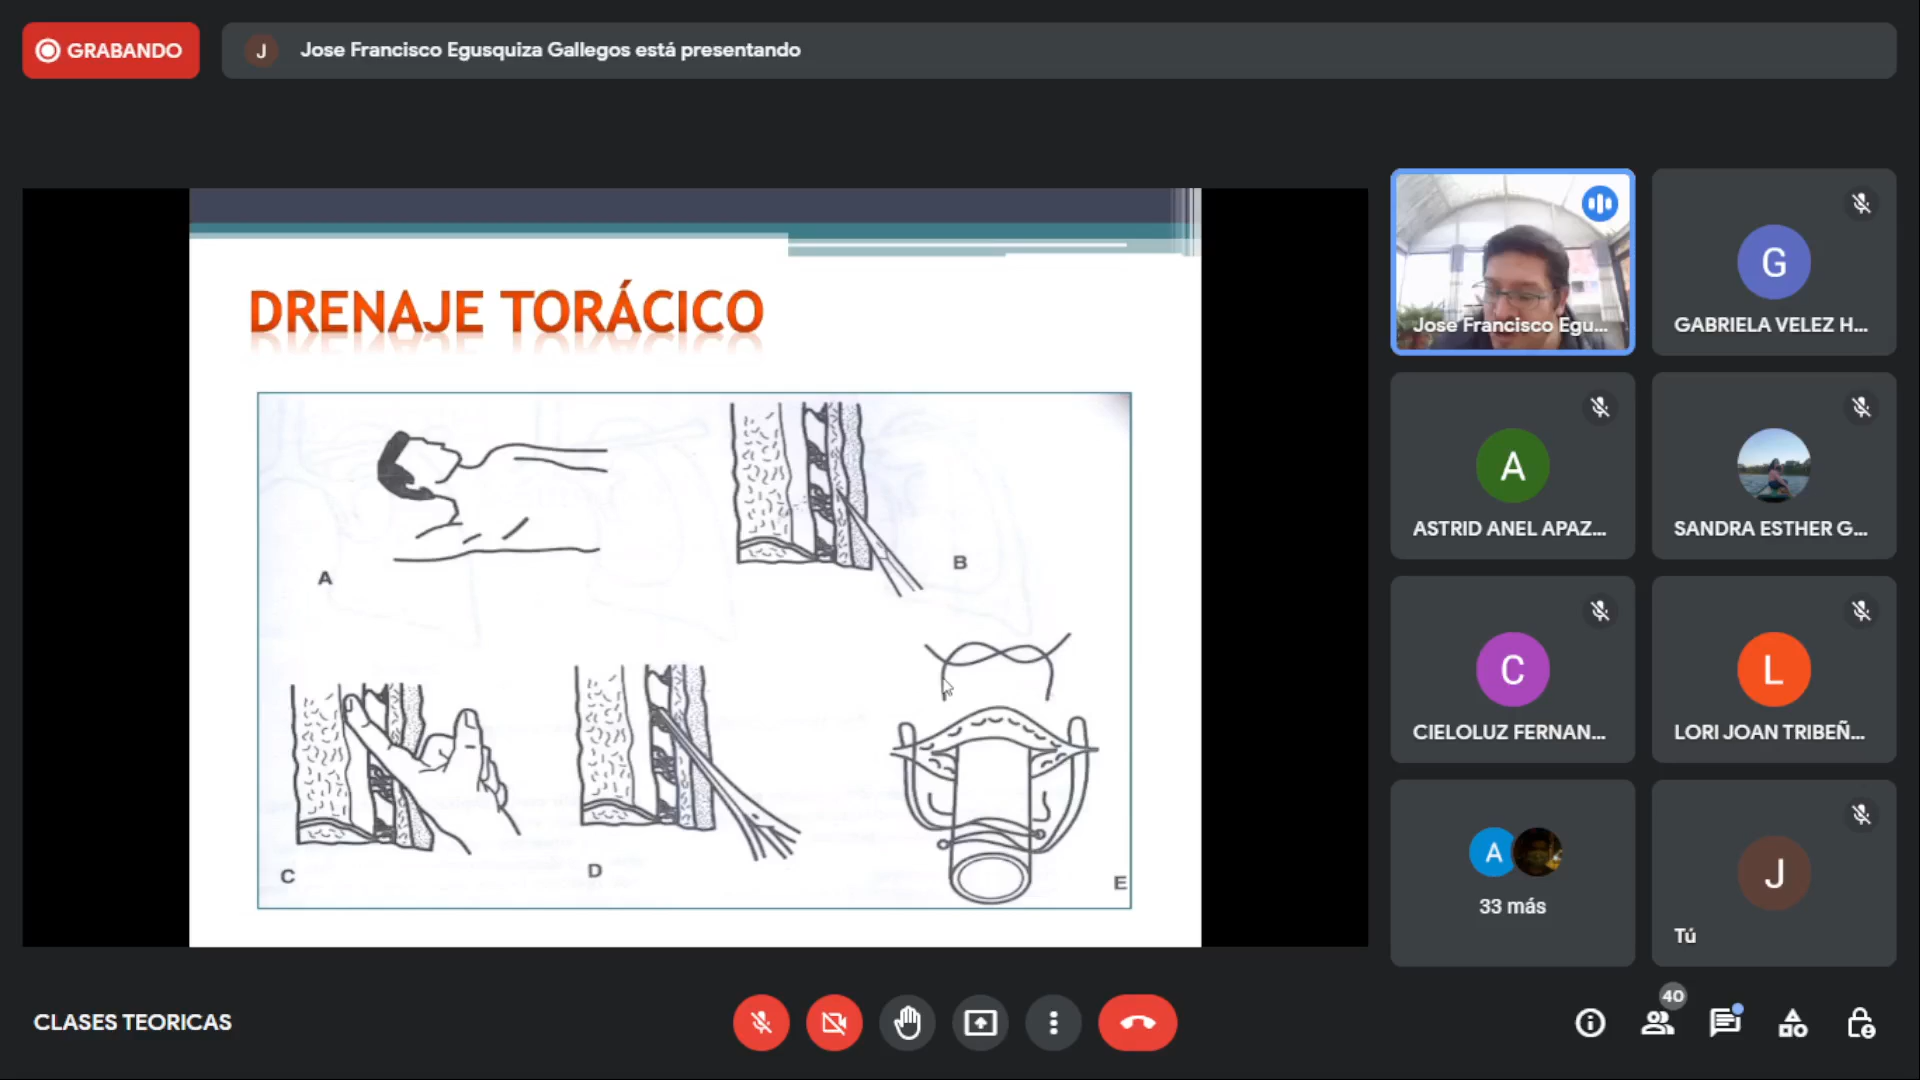 GRABANDO
J
Jose Francisco Egusquiza Gallegos está presentando
DRENAJE TORÁCICO
A
B
C
D
E
Jose Francisco Egu...
G
GABRIELA VELEZ H...
A
ASTRID ANEL APAZ...
SANDRA ESTHER G...
C
CIELOLUZ FERNAN...
L
LORI JOAN TRIBEÑ...
A
33 más
J
Tú
CLASES TEORICAS
40